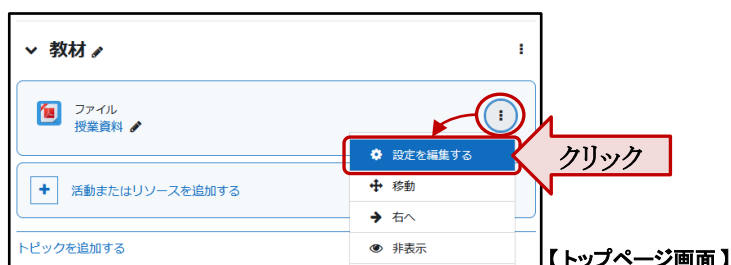 教材
ファイル
授業資料
設定を編集する
クリック
移動
活動またはリソースを追加する
右へ
トピックを追加する
非表示
【トップページ画面】